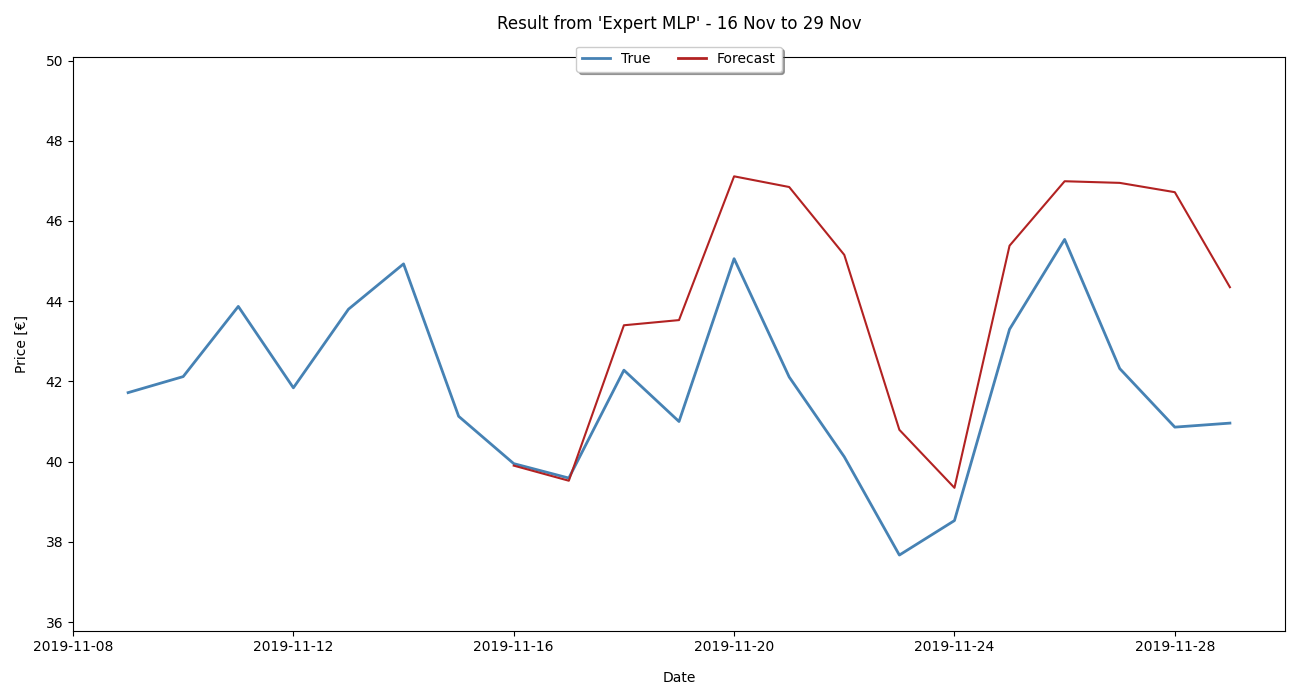 Result from 'Expert MLP' - 16 Nov to 29 Nov
True Forecast
50
48
46
44
42
40
38
36
Price [€]
2019-11-08 2019-11-12 2019-11-16 2019-11-20 2019-11-24 2019-11-28
Date